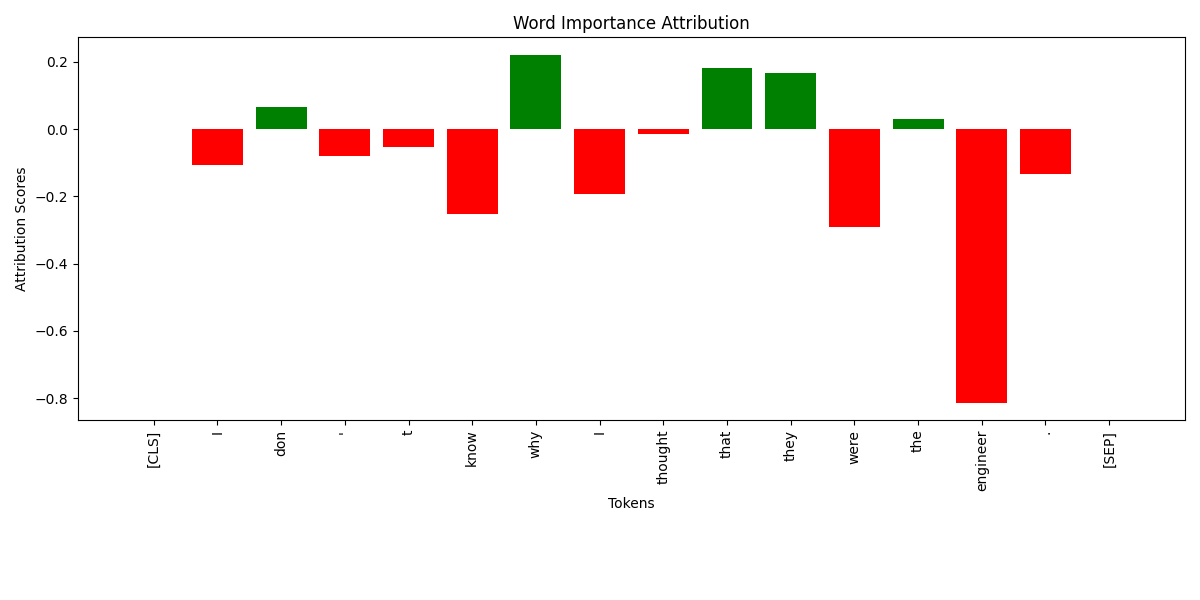 Word Importance Attribution
0.2
0.0
−0.2
−0.4
−0.6
−0.8
Attribution Scores
[CLS]
I
don
'
t
know
why
I
thought
that
they
were
the
engineer
.
[SEP]
Tokens